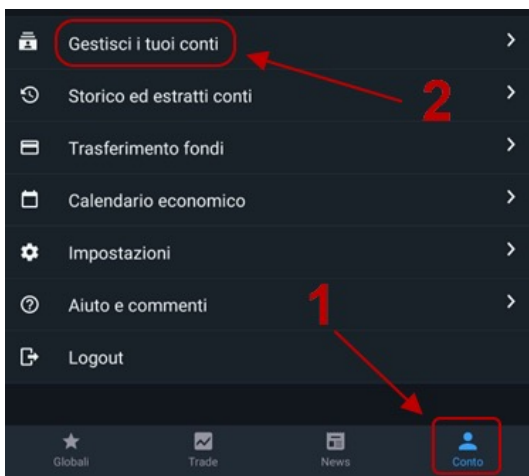 Gestisci i tuoi conti
2
Storico ed estratti conti
Trasferimento fondi
Calendario economico
Impostazioni
Aiuto e commenti
1
Logout
Globali Trade News Conto